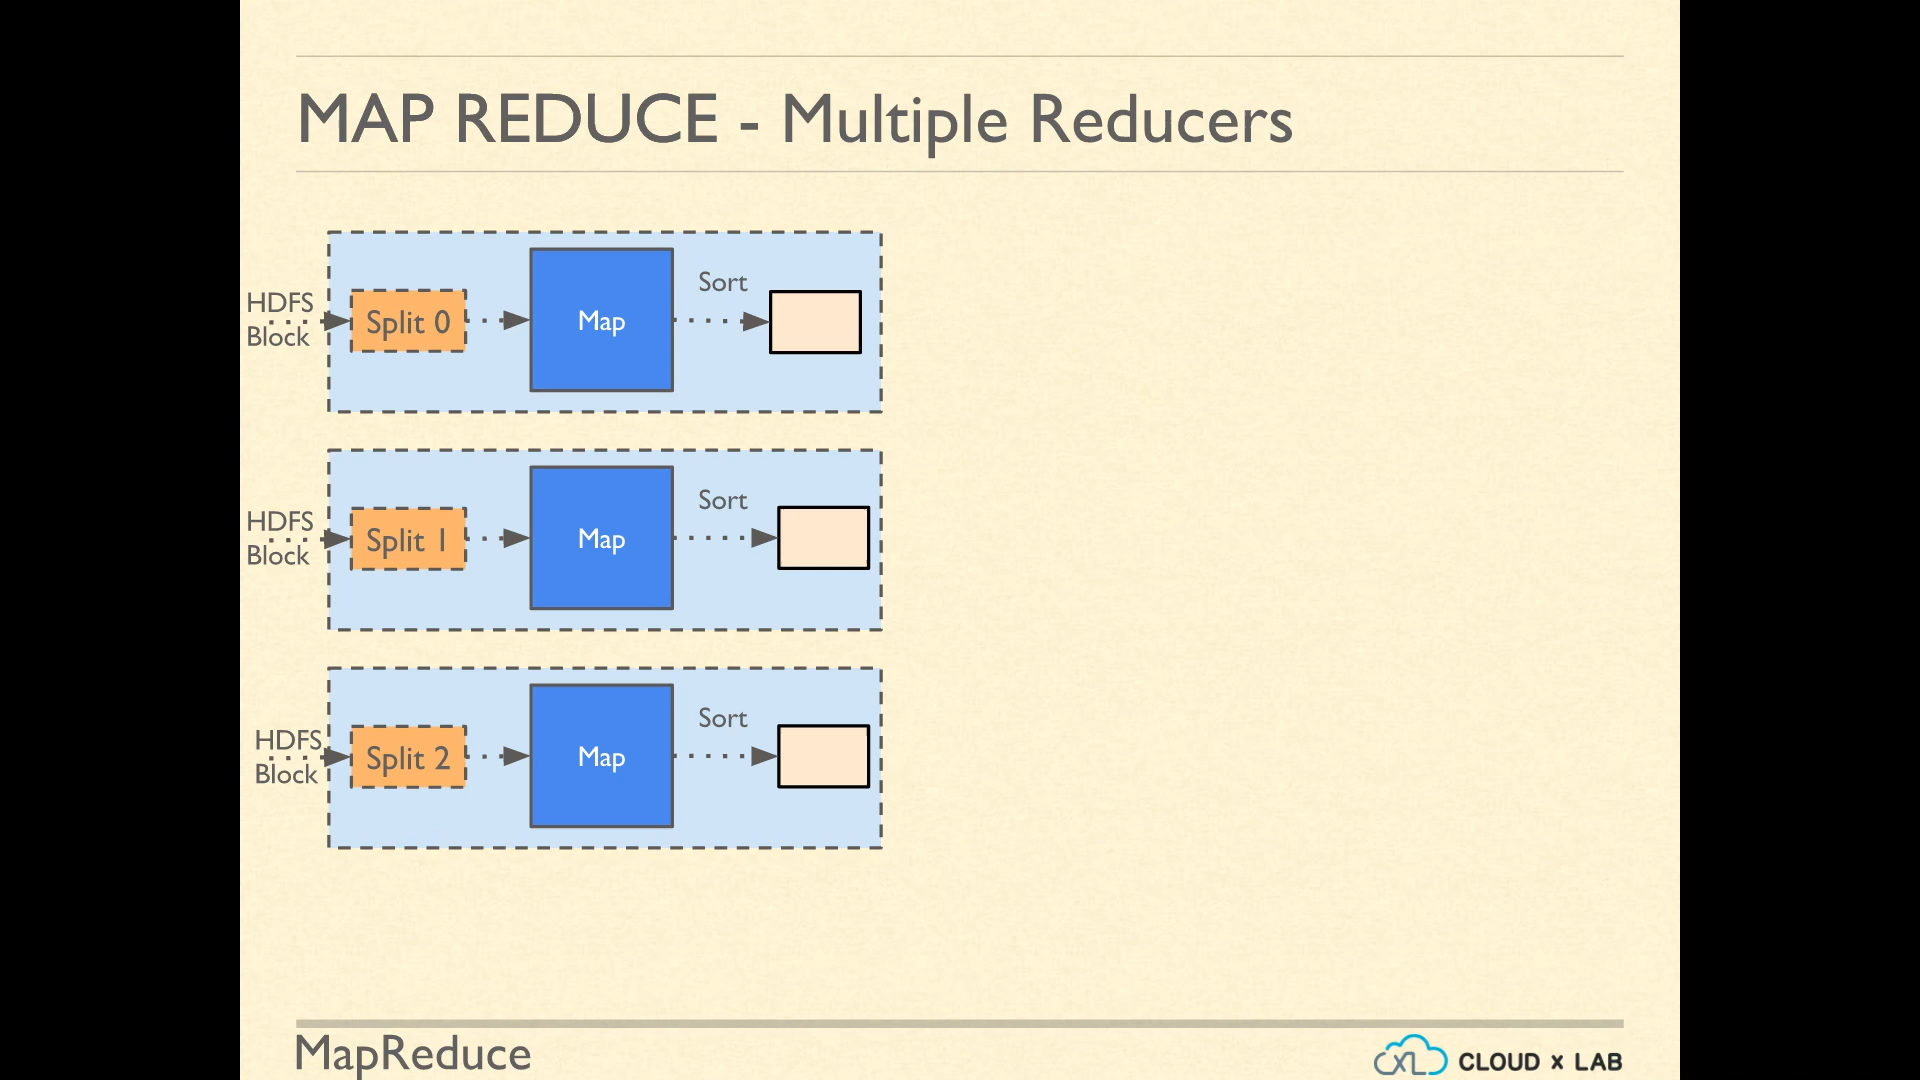 MAP REDUCE - Multiple Reducers
HDFS
Block
Split 0
Map
Sort
HDFS
Block
Split 1
Map
Sort
HDFS
Block
Split 2
Map
Sort
MapReduce
CXL CLOUD x LAB